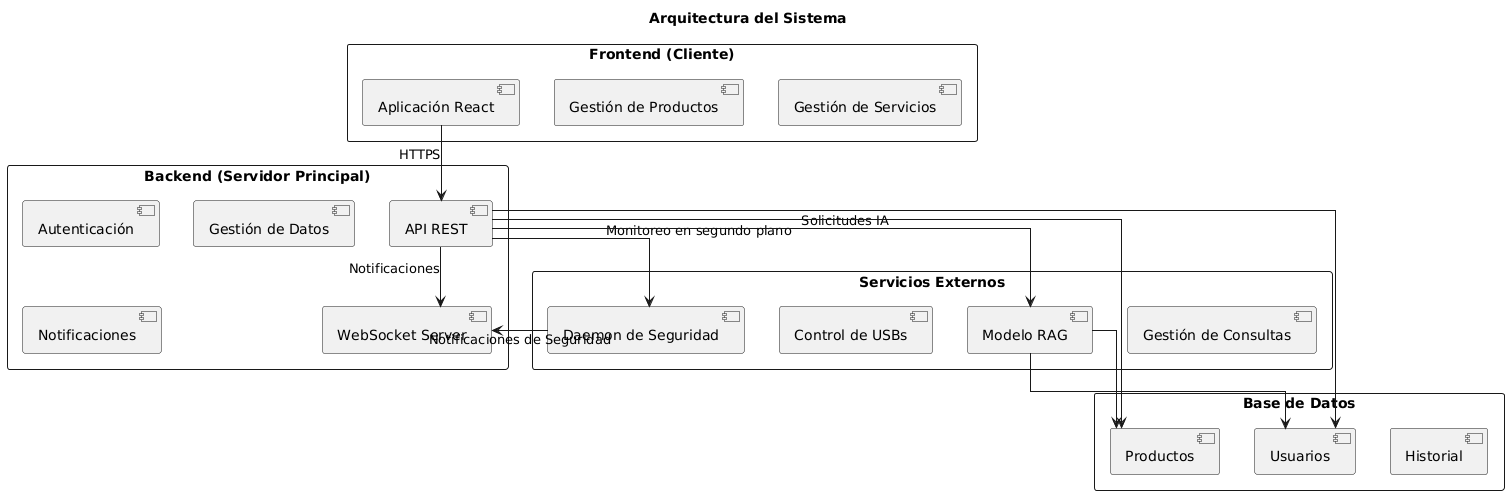 Arquitectura del Sistema
Frontend (Cliente)
Aplicación React
Gestión de Productos
Gestión de Servicios
HTTPS
Backend (Servidor Principal)
Autenticación
Gestión de Datos
API REST
Solicitudes IA
Monitoreo en segundo plano
Notificaciones
Servicios Externos
Notificaciones
WebSocket Server
Notificaciones de Seguridad
Daemon de Seguridad
Control de USBs
Modelo RAG
Gestión de Consultas
Base de Datos
Productos
Usuarios
Historial